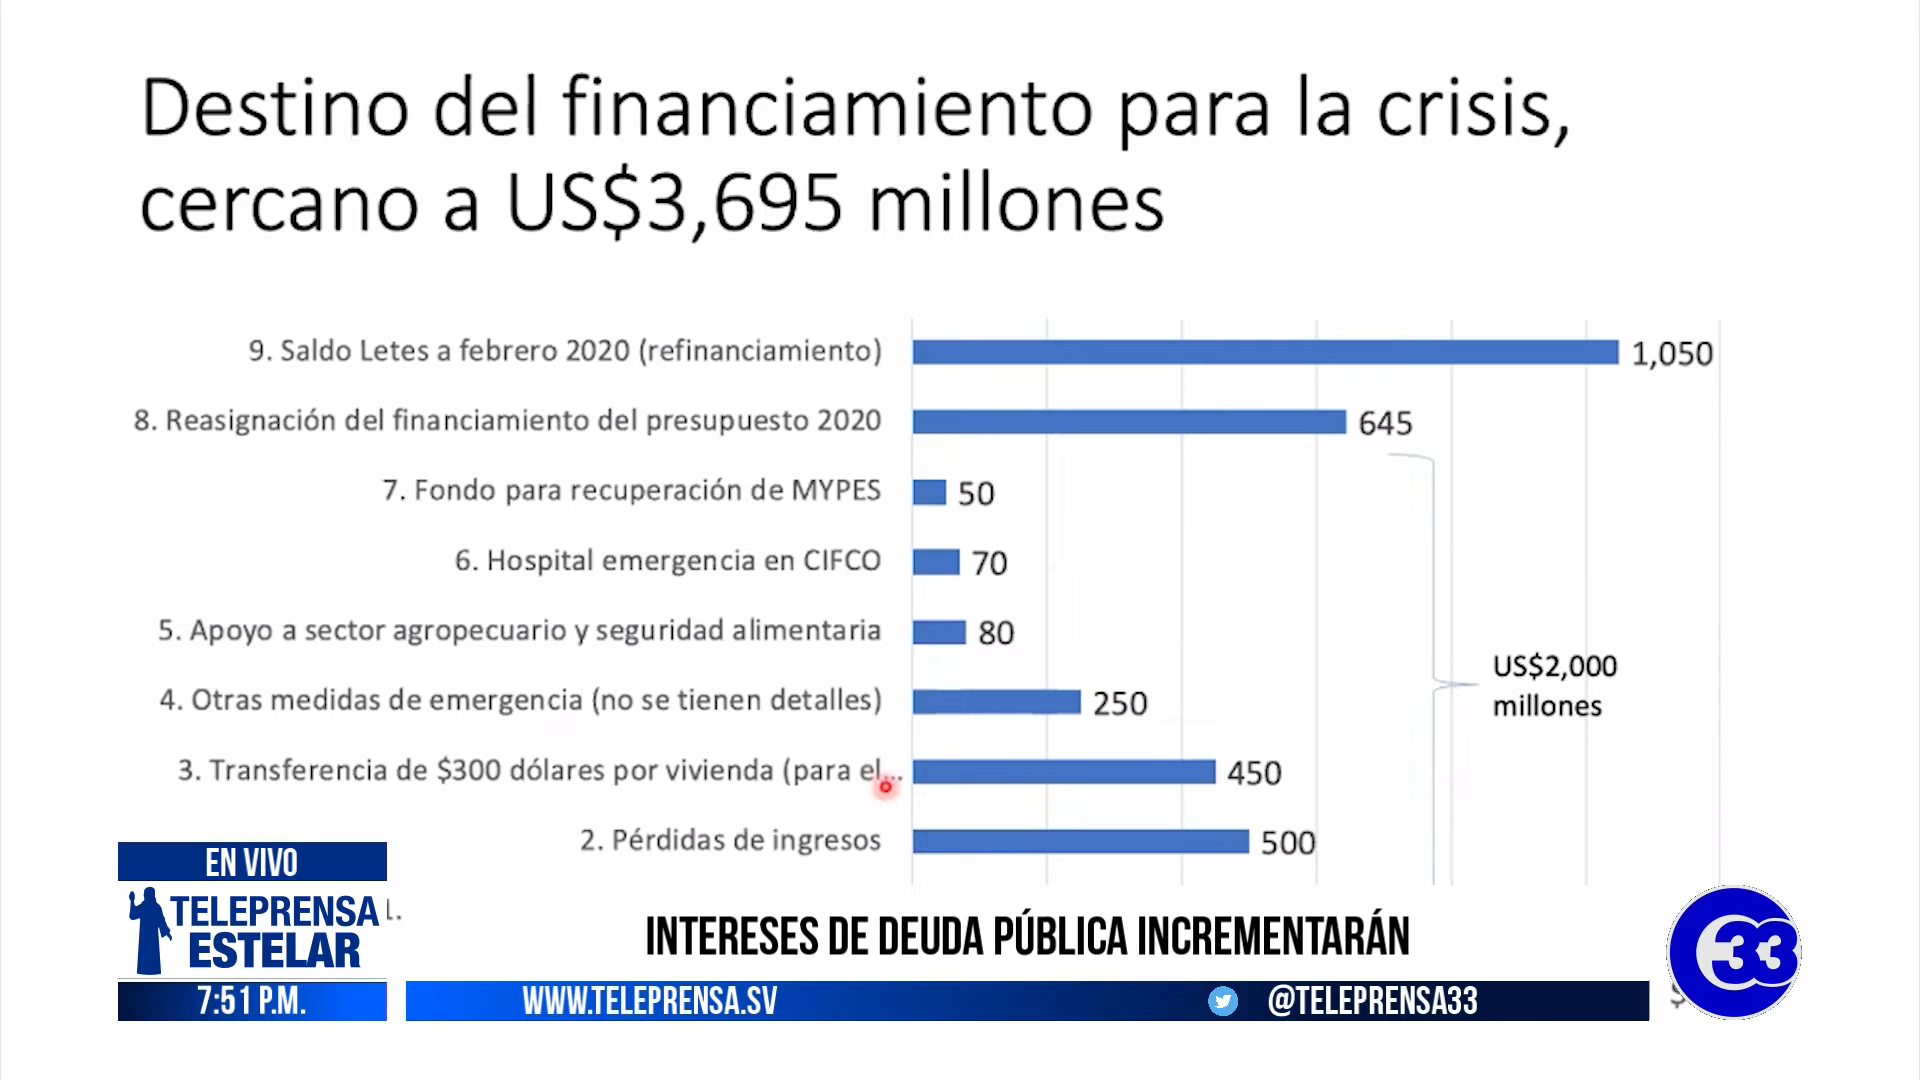 Destino del financiamiento para la crisis,
cercano a US$3,695 millones
9. Saldo Letes a febrero 2020 (refinanciamiento) 1,050
8. Reasignación del financiamiento del presupuesto 2020 645
7. Fondo para recuperación de MYPES 50
6. Hospital emergencia en CIFCO 70
5. Apoyo a sector agropecuario y seguridad alimentaria 80
4. Otras medidas de emergencia (no se tienen detalles) 250
3. Transferencia de $300 dólares por vivienda (para el... 450
2. Pérdidas de ingresos 500
US$2,000
millones
EN VIVO
TELEPRENSA
ESTELAR
7:51 P.M.
INTERESES DE DEUDA PÚBLICA INCREMENTARÁN
WWW.TELEPRENSA.SV
@TELEPRENSA33
33